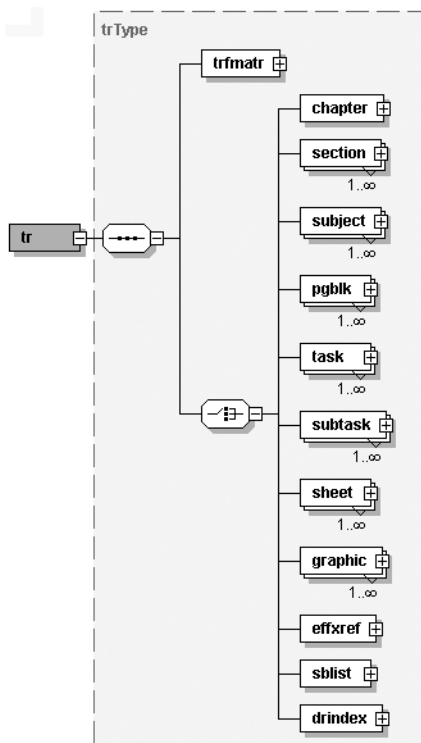 trType
trfmatr
chapter
section
1..∞
subject
1..∞
tr
pgblk
1..∞
task
1..∞
subtask
1..∞
sheet
1..∞
graphic
1..∞
effxref
sblist
drindex